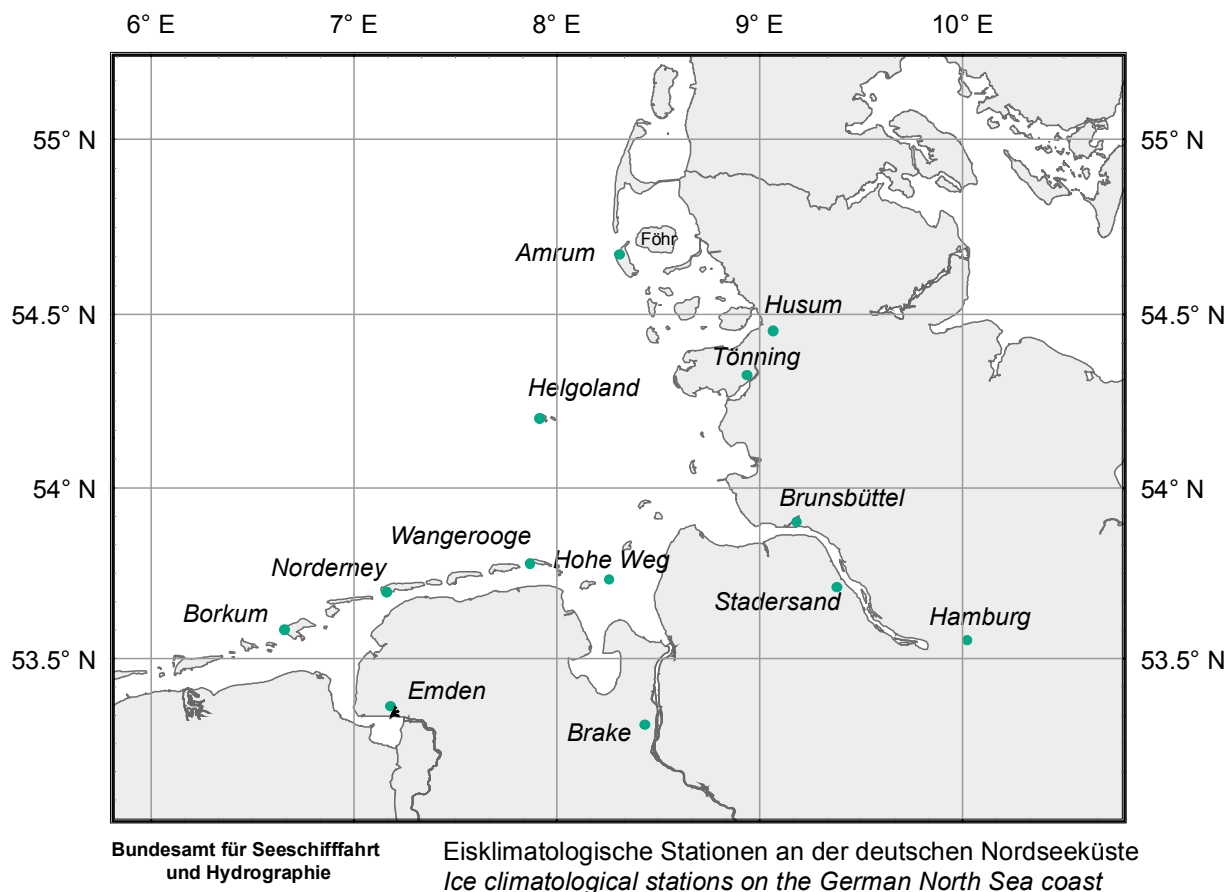 6° E 7° E 8° E 9° E 10° E
55° N 55° N
Föhr
Amrum
54.5° N 54.5° N
Husum
Tönning
Helgoland
54° N 54° N
Brunsbüttel
Wangerooge
Hohe Weg
Norderney
Stadersand
Borkum
Hamburg
53.5° N 53.5° N
Emden
Brake
Bundesamt für Seeschifffahrt
und Hydrographie
Eisklimatologische Stationen an der deutschen Nordseeküste
Ice climatological stations on the German North Sea coast